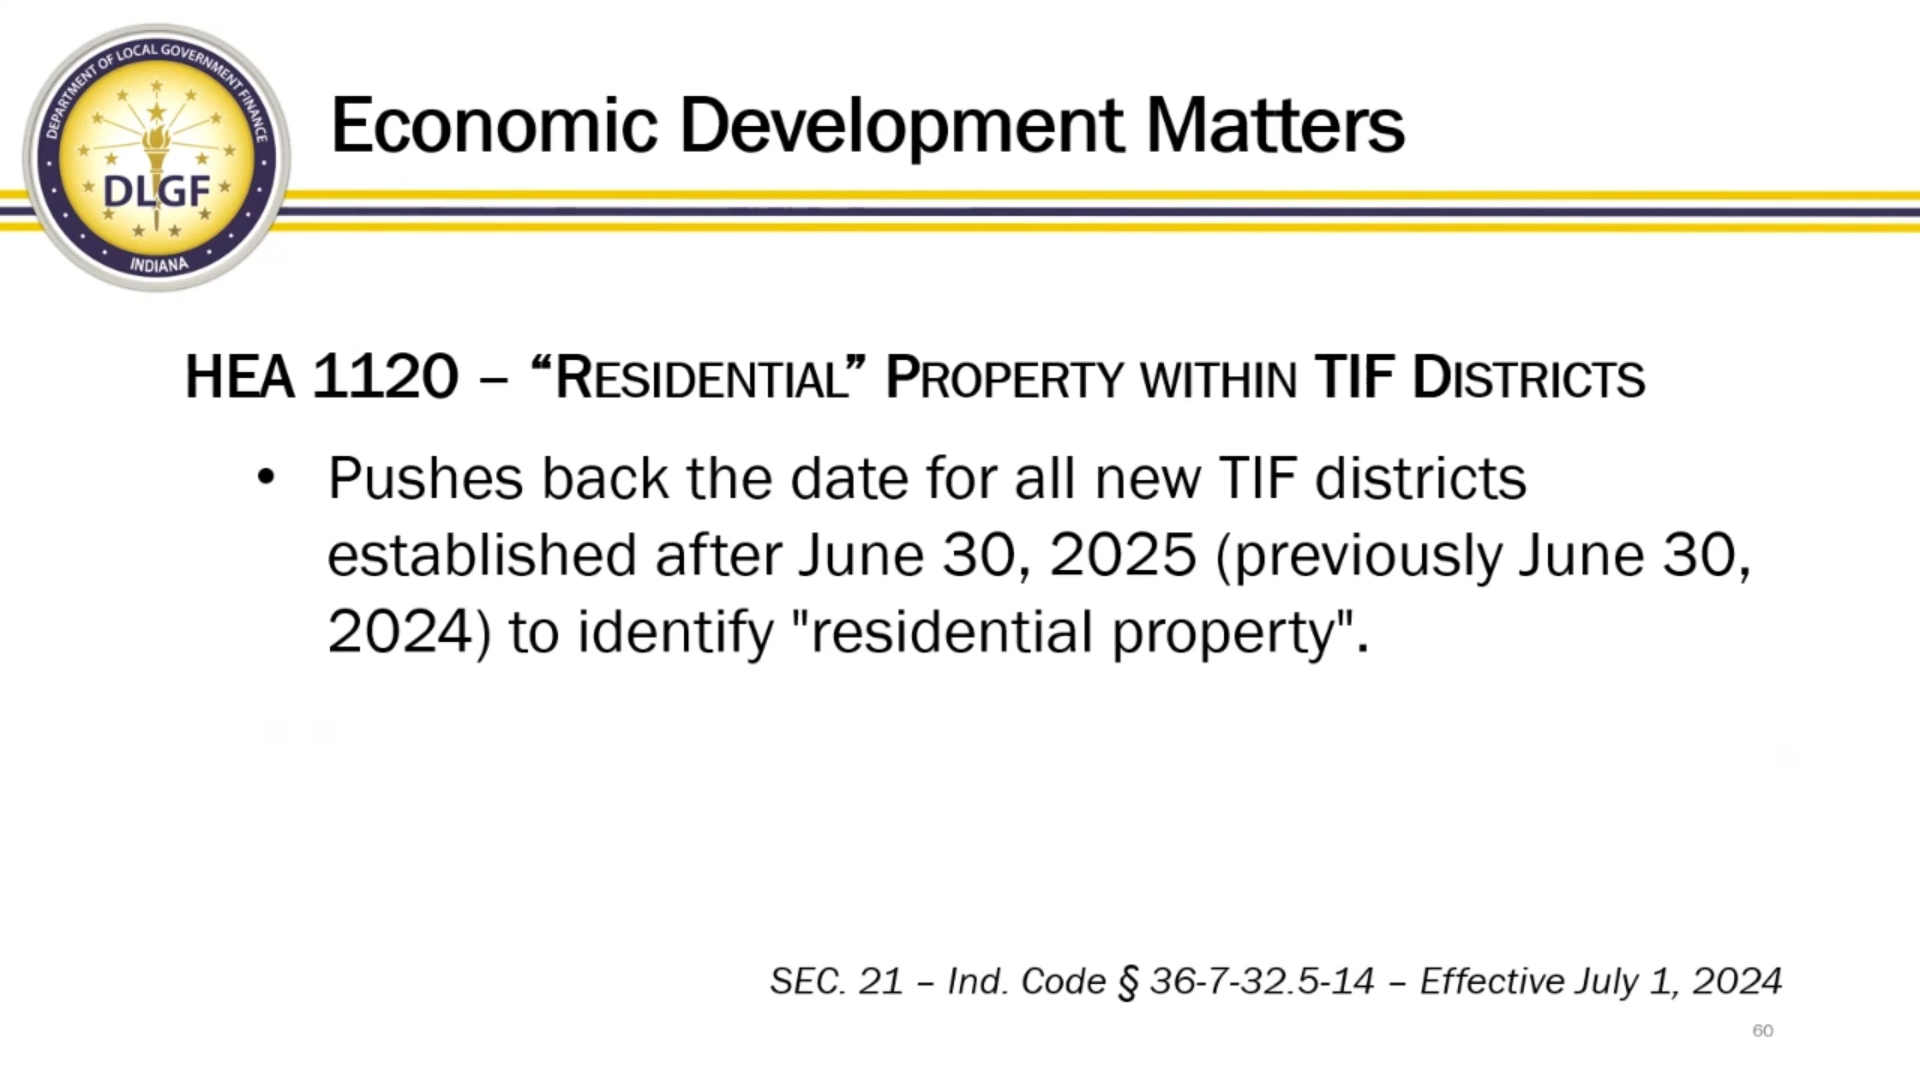 DEPARTMENT OF LOCAL GOVERNMENT FINANCE
DLGF
INDIANA
Economic Development Matters
HEA 1120 – “RESIDENTIAL” PROPERTY WITHIN TIF DISTRICTS
• Pushes back the date for all new TIF districts
established after June 30, 2025 (previously June 30,
2024) to identify "residential property".
SEC. 21 – Ind. Code § 36-7-32.5-14 – Effective July 1, 2024
60